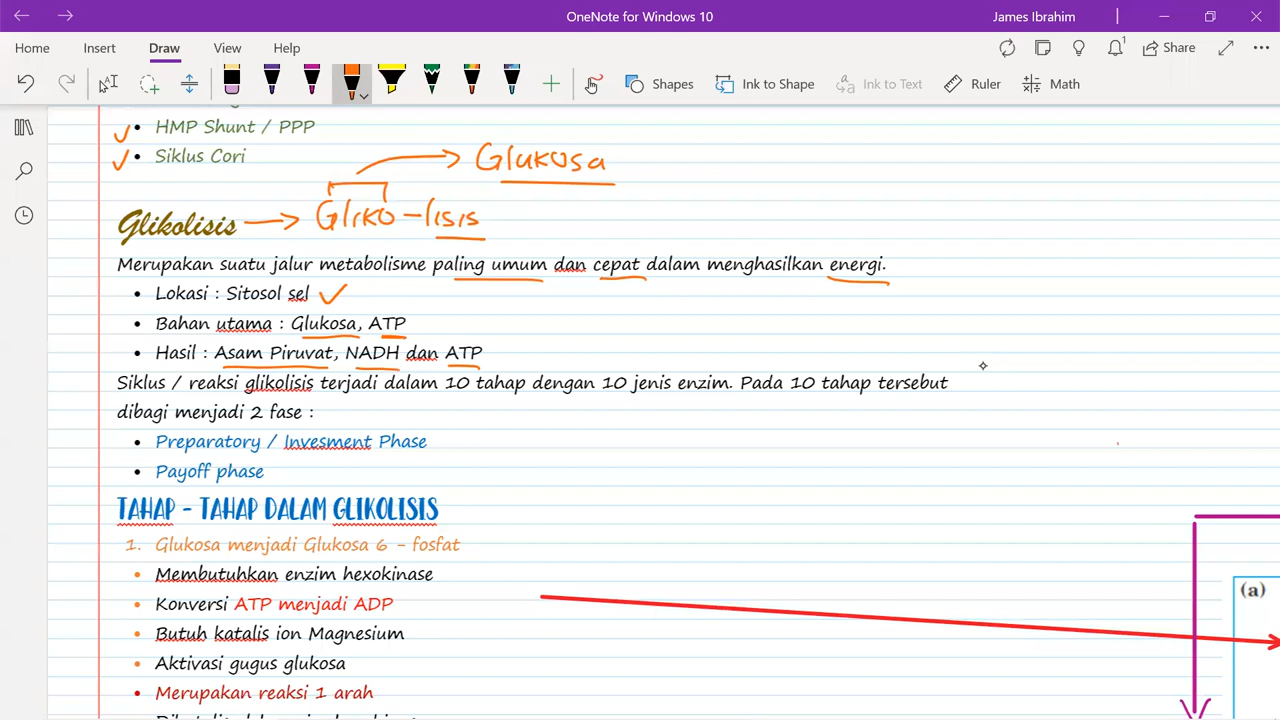 OneNote for Windows 10
James Ibrahim
Home Insert Draw View Help
1
Share
Shapes
Ink to Shape
Ink to Text
Ruler
Math
HMP Shunt / PPP
Siklus Cori
Glukosa
Glikolisis
Gliko - lisis
Merupakan suatu jalur metabolisme paling umum dan cepat dalam menghasilkan energi.
Lokasi : Sitosol sel
Bahan utama : Glukosa, ATP
Hasil : Asam Piruvat, NADH dan ATP
Siklus / reaksi glikolisis terjadi dalam 10 tahap dengan 10 jenis enzim. Pada 10 tahap tersebut
dibagi menjadi 2 fase :
Preparatory / Invesment Phase
Payoff phase
TAHAP - TAHAP DALAM GLIKOLISIS
1. Glukosa menjadi Glukosa 6 - fosfat
Membutuhkan enzim hexokinase
Konversi ATP menjadi ADP
Butuh katalis ion Magnesium
Aktivasi gugus glukosa
Merupakan reaksi 1 arah
(a)